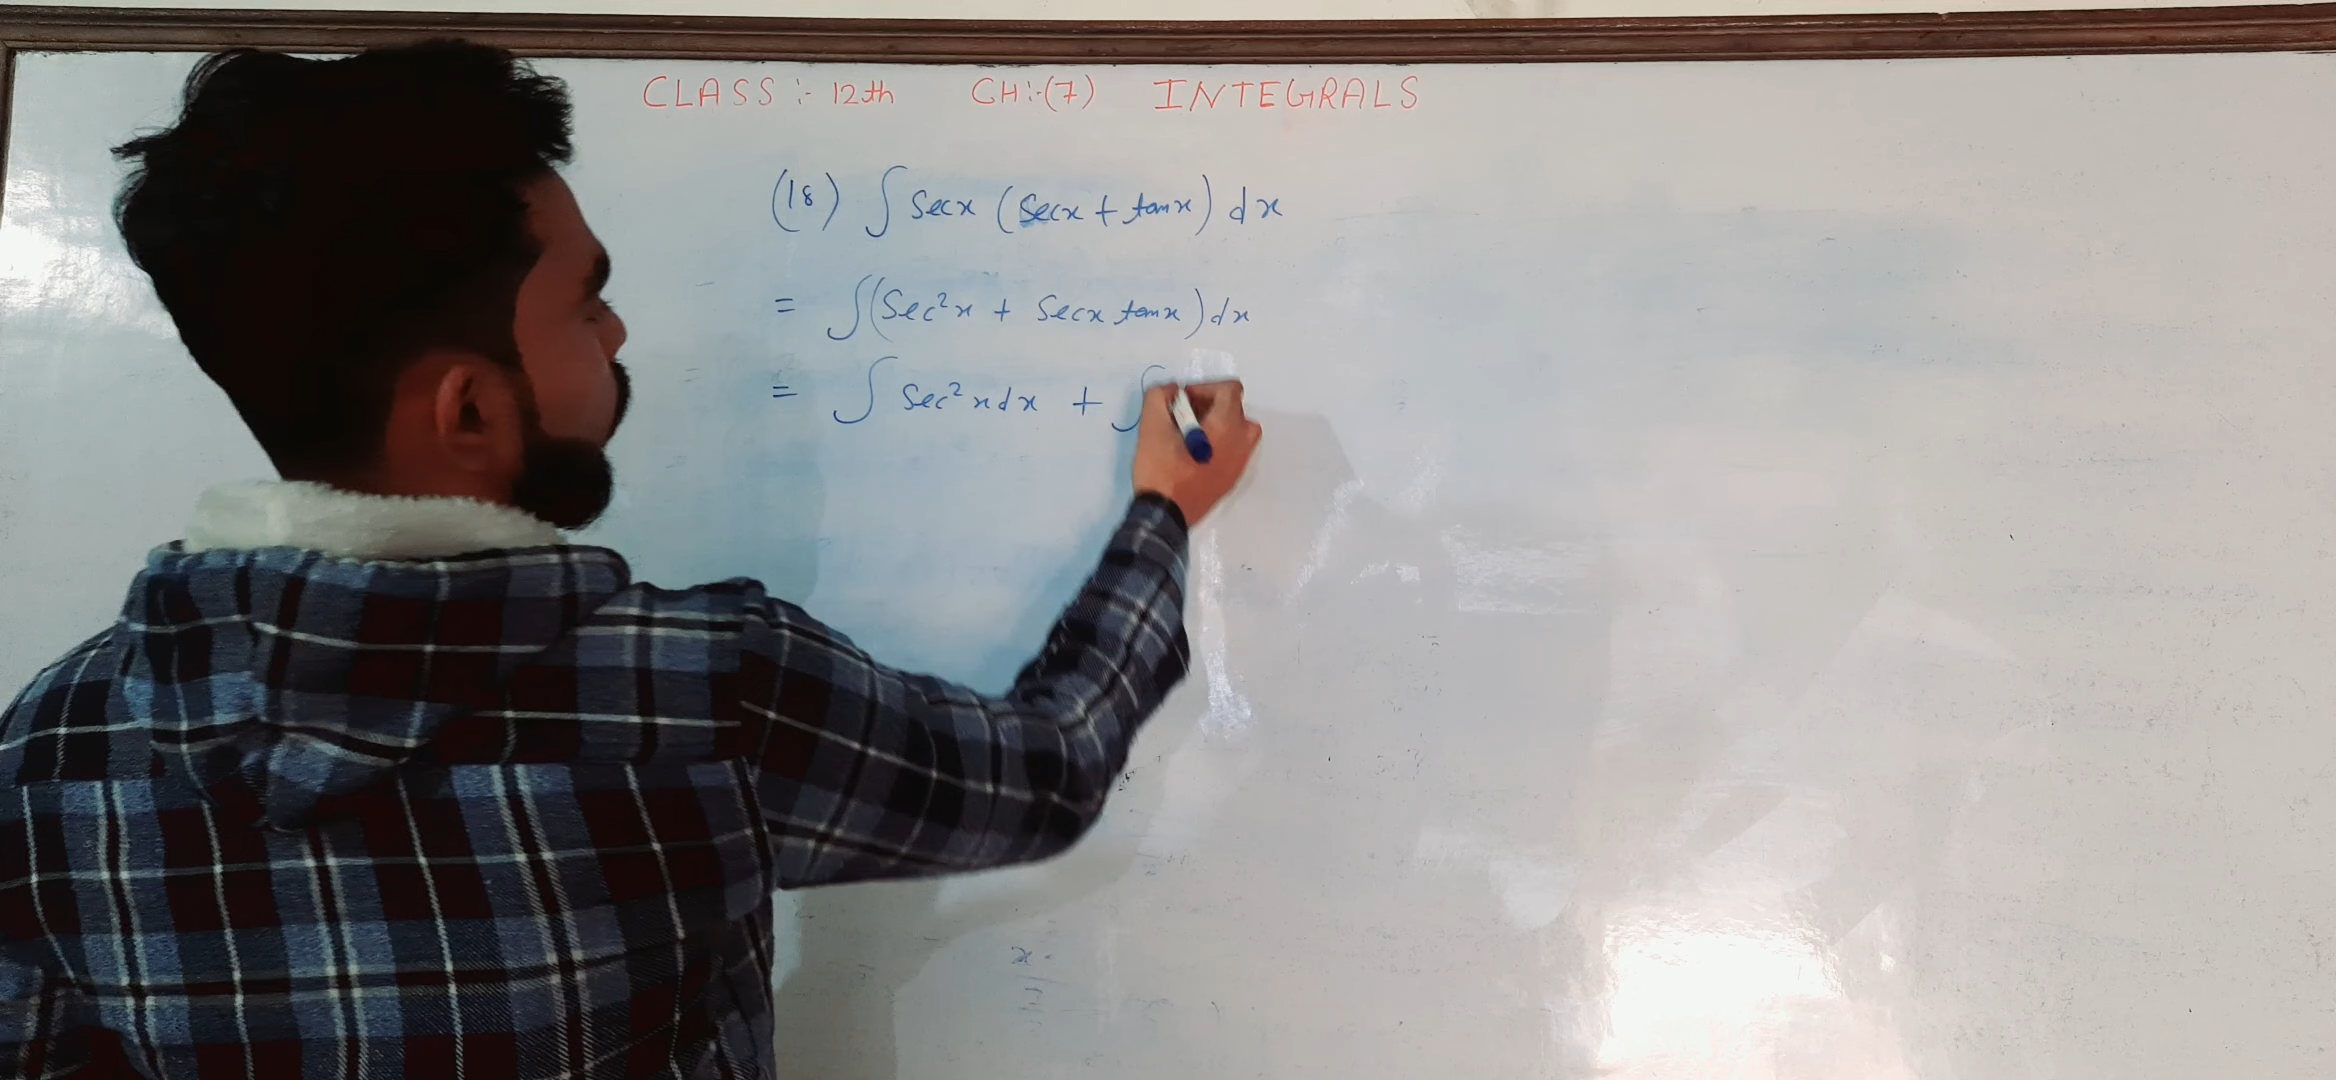 CLASS :- 12th CH:-(7) INTEGRALS
(18) ∫ Secx (Secx + tanx) dx
= ∫(Sec²x + Secx tanx) dx
= ∫ Sec²x dx + ∫